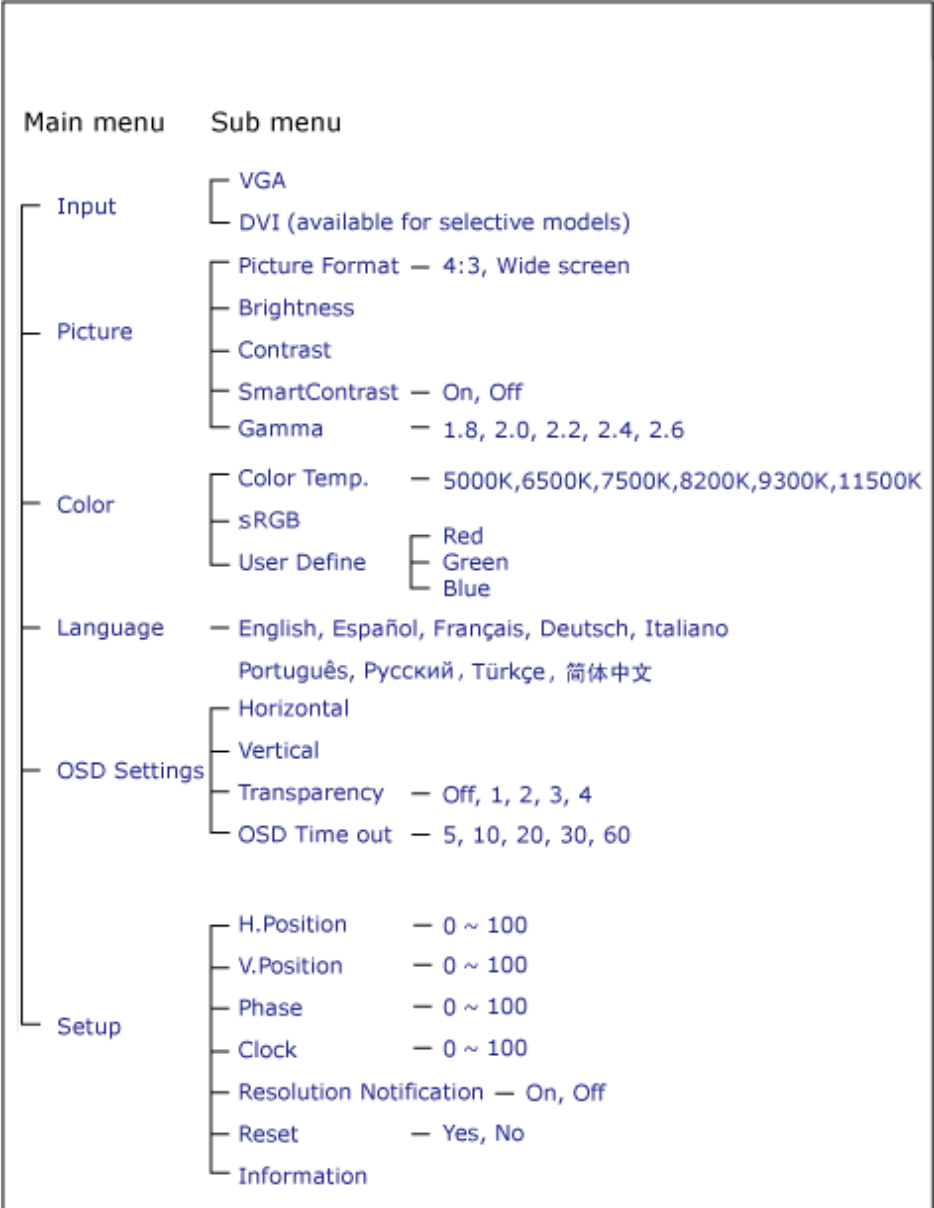 Main menu Sub menu
VGA
Input
DVI (available for selective models)
Picture Format — 4:3, Wide screen
Brightness
Picture
Contrast
SmartContrast — On, Off
Gamma — 1.8, 2.0, 2.2, 2.4, 2.6
Color Temp. — 5000K,6500K,7500K,8200K,9300K,11500K
Color
sRGB
Red
User Define Green
Blue
Language — English, Español, Français, Deutsch, Italiano
Português, Русский, Türkçe, 简体中文
Horizontal
Vertical
OSD Settings
Transparency — Off, 1, 2, 3, 4
OSD Time out — 5, 10, 20, 30, 60
H.Position — 0 ~ 100
V.Position — 0 ~ 100
Phase — 0 ~ 100
Setup
Clock — 0 ~ 100
Resolution Notification — On, Off
Reset — Yes, No
Information